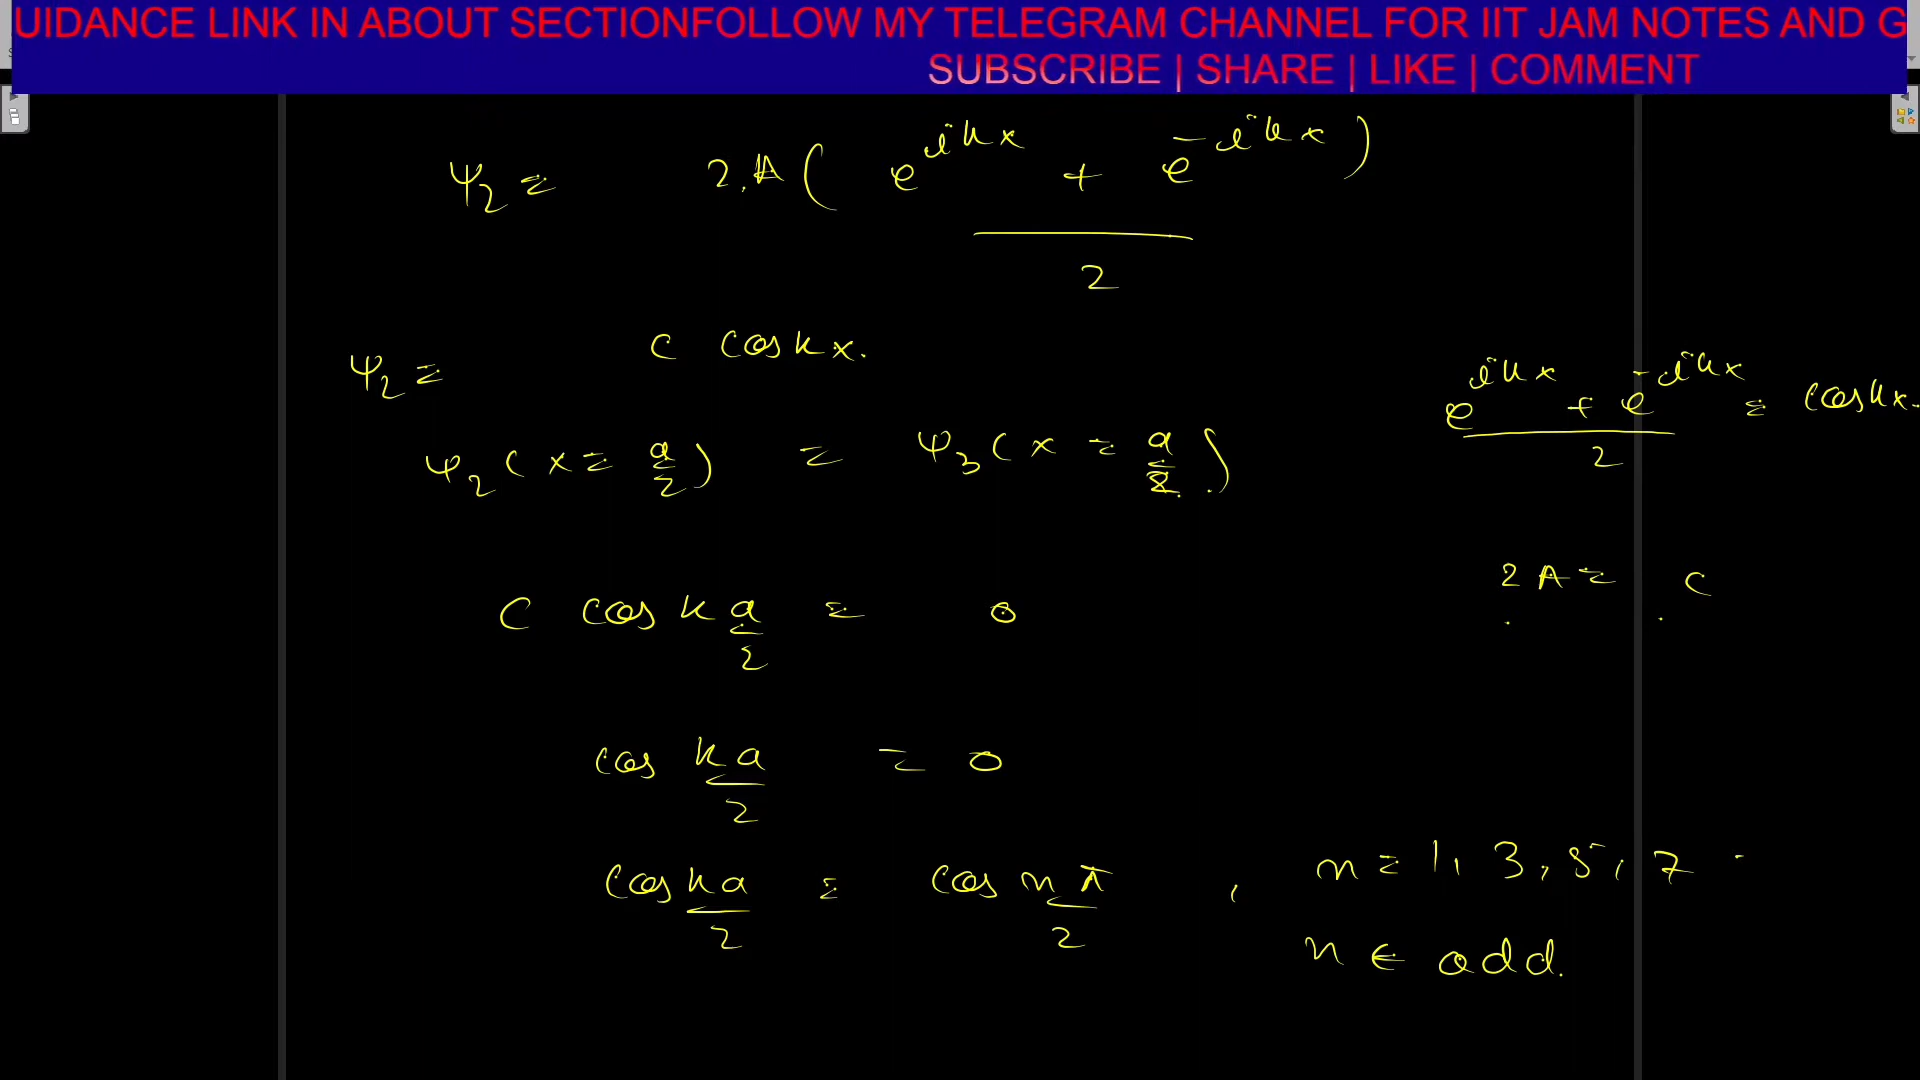 UIDANCE LINK IN ABOUT SECTIONFOLLOW MY TELEGRAM CHANNEL FOR IIT JAM NOTES AND G
SUBSCRIBE | SHARE | LIKE | COMMENT
ψ₂ = 2.A ( (e^{ikx} + e^{-ikx}) / 2 )
ψ₂ = C cos kx.
(e^{ikx} + e^{-ikx}) / 2 = cos kx.
ψ₂ ( x = a/2 ) = ψ₃ ( x = a/2 )
2A = C
C cos k a/2 = 0
cos ka/2 = 0
cos ka/2 = cos nπ/2 , n = 1, 3, 5, 7 -
n ∈ odd.